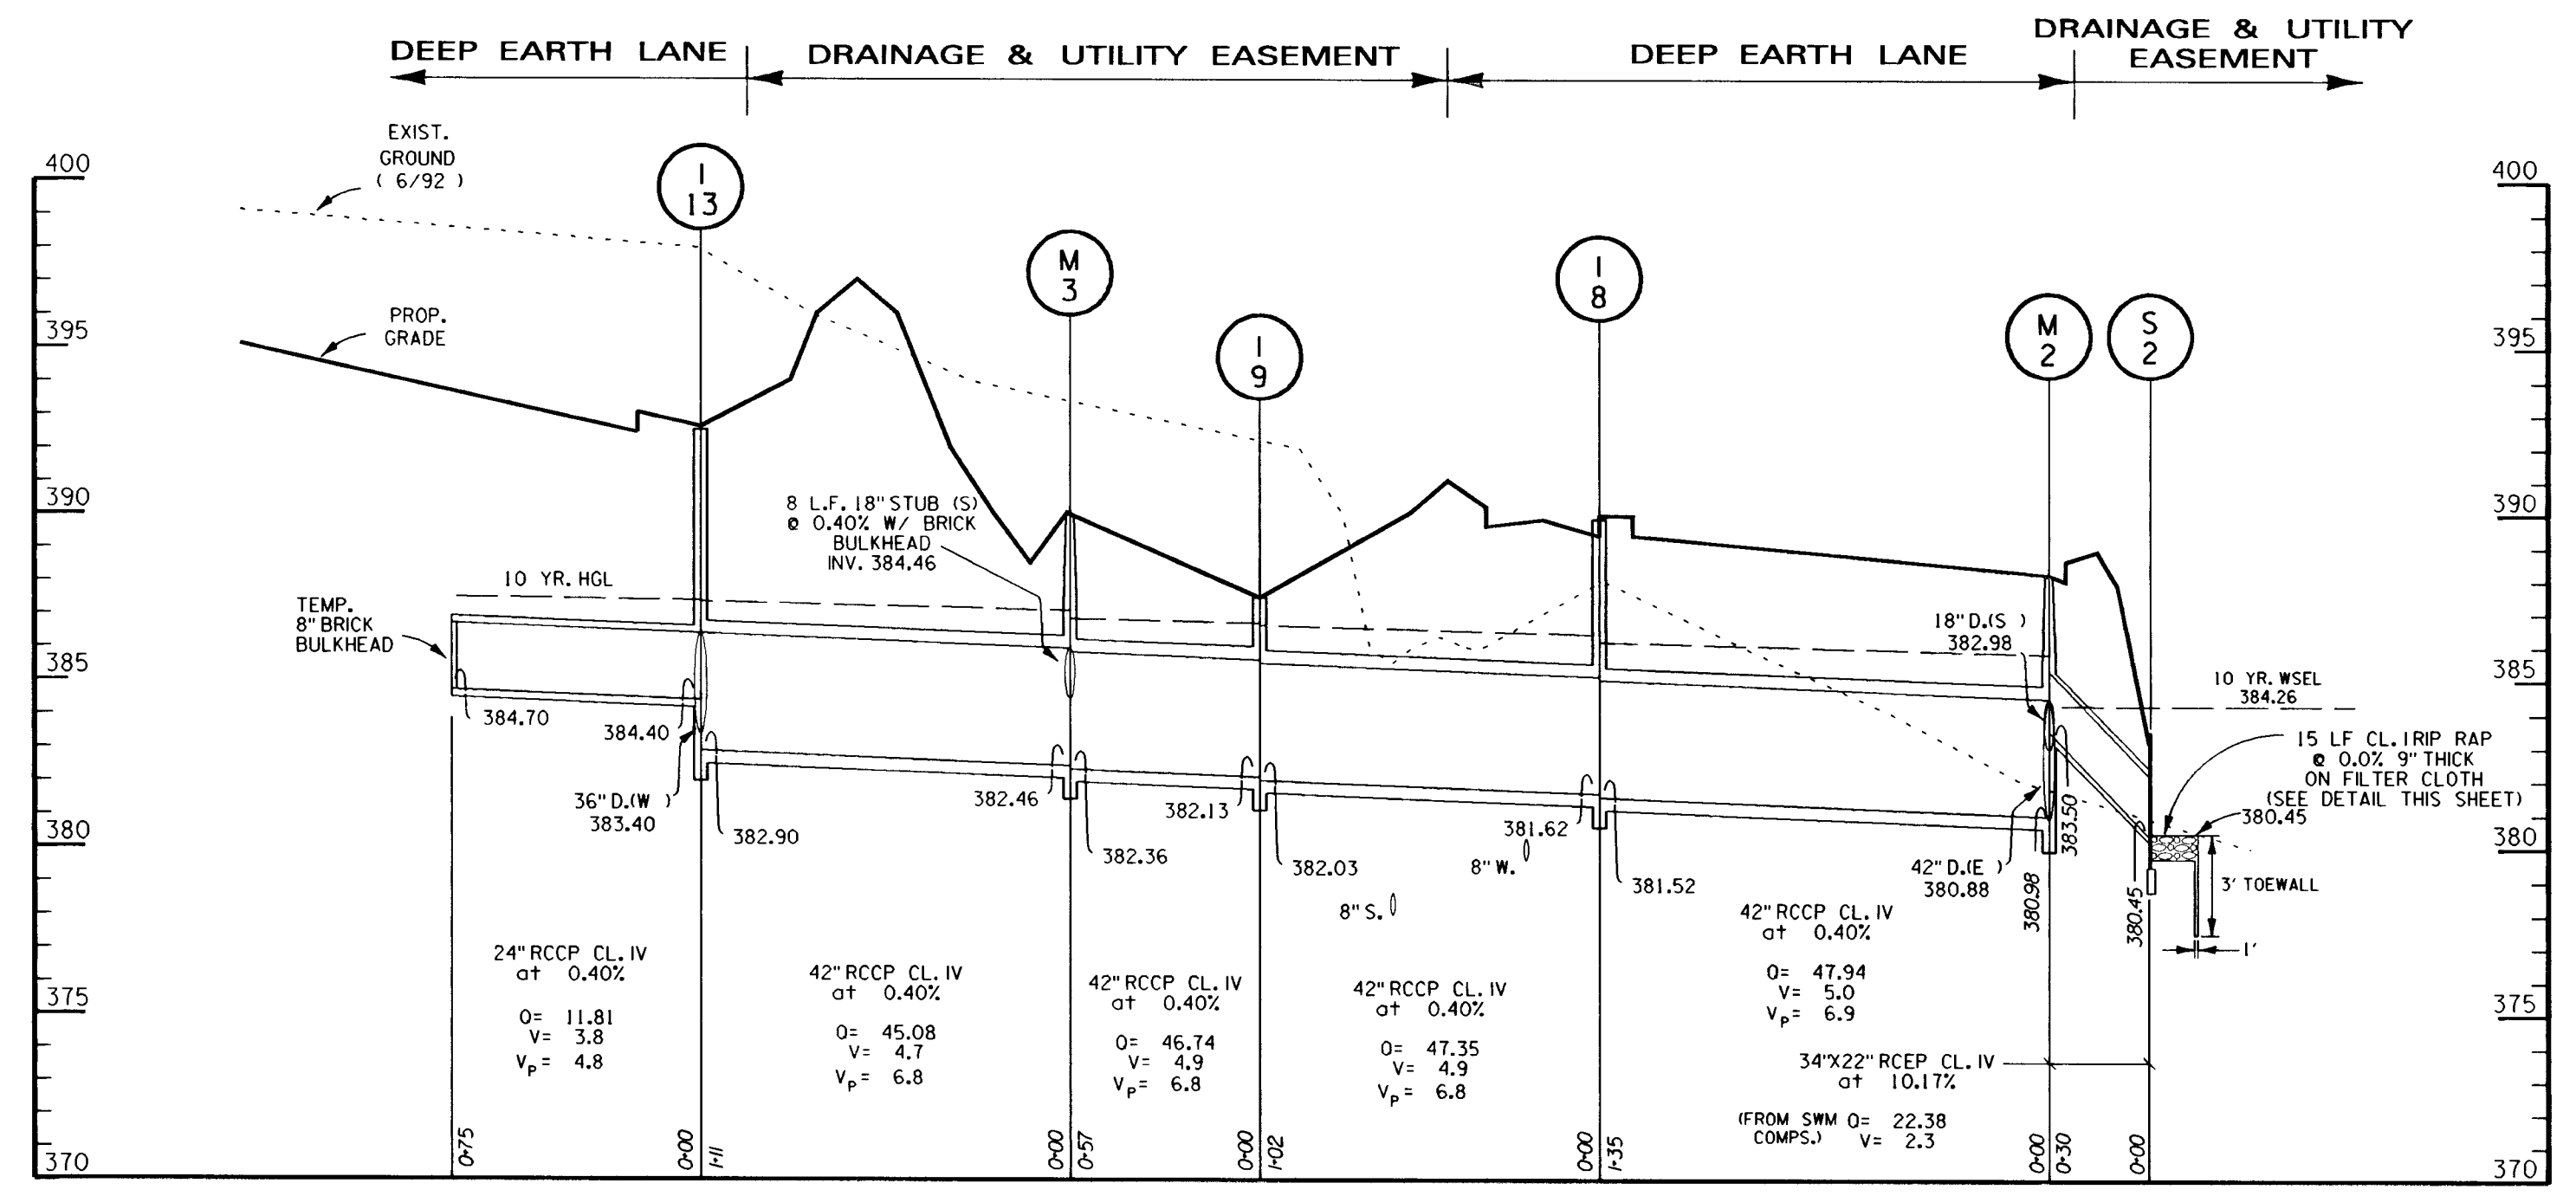 DEEP EARTH LANE
DRAINAGE & UTILITY EASEMENT
DEEP EARTH LANE
DRAINAGE & UTILITY
EASEMENT
EXIST.
GROUND
( 6/92 )
PROP.
GRADE
400
395
390
385
380
375
370
400
395
390
385
380
375
370
I
13
M
3
I
9
I
8
M
2
S
2
10 YR. HGL
TEMP.
8" BRICK
BULKHEAD
8 L.F. 18" STUB (S)
@ 0.40% W/ BRICK
BULKHEAD
INV. 384.46
384.70
384.40
36" D.(W )
383.40
382.90
382.46
382.36
382.13
382.03
8" S.
8" W.
381.62
381.52
18" D.(S )
382.98
42" D.(E )
380.88
380.98
383.50
380.45
10 YR. WSEL
384.26
15 LF CL. I RIP RAP
@ 0.0% 9" THICK
ON FILTER CLOTH
(SEE DETAIL THIS SHEET)
380.45
3' TOEWALL
1'
24" RCCP CL. IV
at 0.40%
Q= 11.81
V= 3.8
VP= 4.8
42" RCCP CL. IV
at 0.40%
Q= 45.08
V= 4.7
VP= 6.8
42" RCCP CL. IV
at 0.40%
Q= 46.74
V= 4.9
VP= 6.8
42" RCCP CL. IV
at 0.40%
Q= 47.35
V= 4.9
VP= 6.8
42" RCCP CL. IV
at 0.40%
Q= 47.94
V= 5.0
VP= 6.9
34"X22" RCEP CL. IV
at 10.17%
(FROM SWM Q= 22.38
COMPS.) V= 2.3
0+75
0+00
1+11
0+00
0+57
0+00
1+02
0+00
1+35
0+00
0+30
0+00